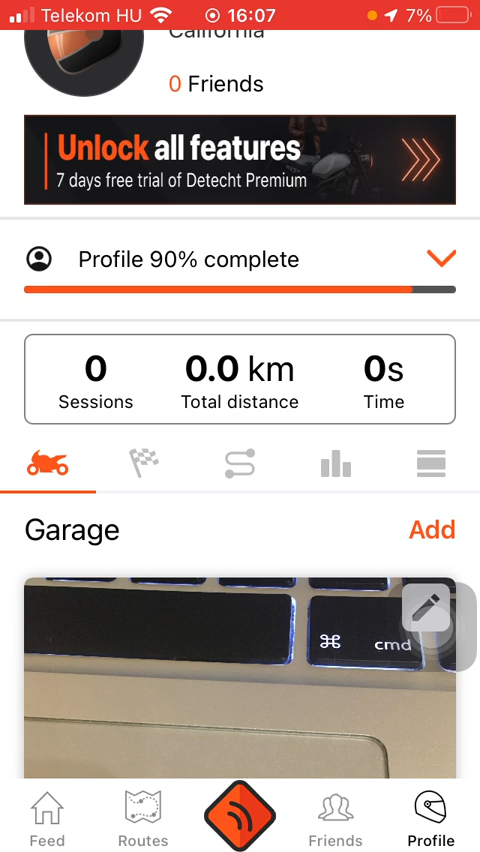 Telekom HU 16:07 7%
California
0 Friends
Unlock all features
7 days free trial of Detecht Premium
Profile 90% complete
0 0.0 km 0s
Sessions Total distance Time
Garage Add
⌘ cmd
Feed Routes Friends Profile